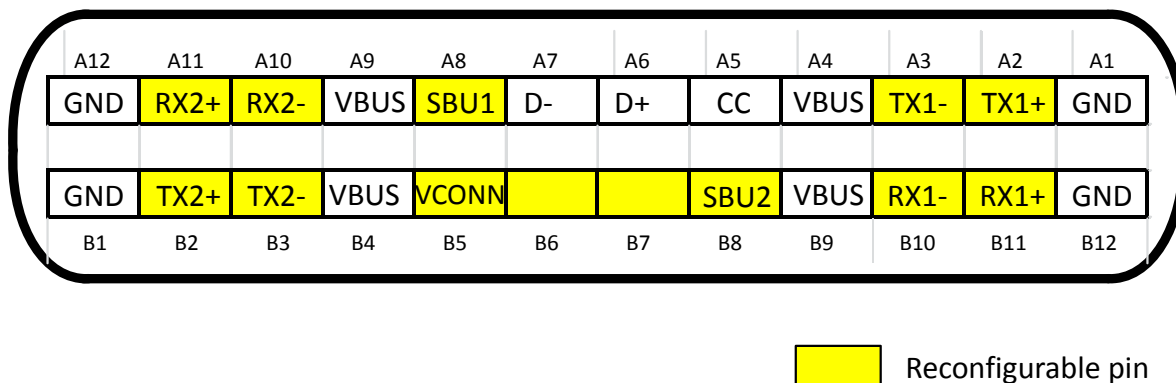 A12 A11 A10 A9 A8 A7 A6 A5 A4 A3 A2 A1
GND RX2+ RX2- VBUS SBU1 D- D+ CC VBUS TX1- TX1+ GND
GND TX2+ TX2- VBUS VCONN SBU2 VBUS RX1- RX1+ GND
B1 B2 B3 B4 B5 B6 B7 B8 B9 B10 B11 B12
Reconfigurable pin